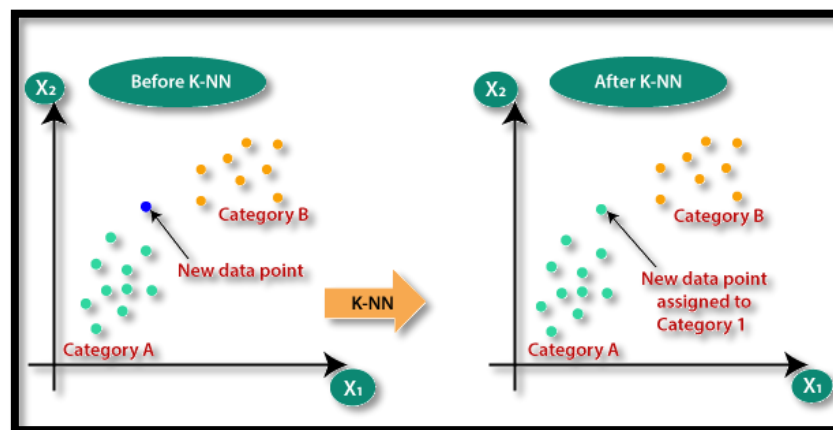 Before K-NN
X2
Category B
New data point
Category A
X1
K-NN
After K-NN
X2
Category B
New data point
assigned to
Category 1
Category A
X1